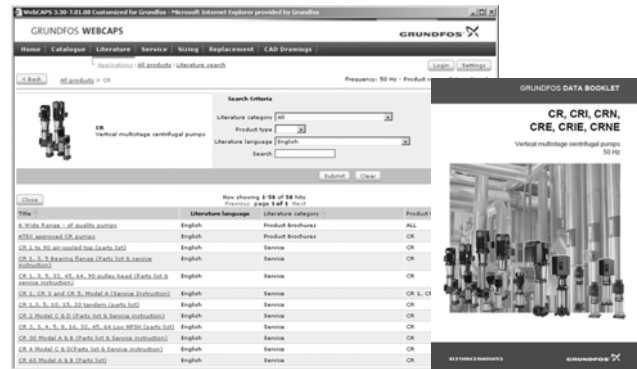 WebCAPS 3.30-7.01.08 Customized for Grundfos - Microsoft Internet Explorer provided by Grundfos
GRUNDFOS WEBCAPS
GRUNDFOS
Home Catalogue Literature Service Sizing Replacement CAD Drawings
Applications › All products › Literature search
Login Settings
< Back All products > CR
Frequency: 50 Hz - Product
Search Criteria
CR
Vertical multistage centrifugal pumps
Literature category All
Product type
Literature language English
Search
Submit Clear
Close
Now showing 1-58 of 58 hits
Previous page 1 of 1 Next
Title Literature language Literature category Product
A Wide Range - of quality pumps English Product Brochures ALL
ATEX approved CR pumps English Product Brochures CR
CR 1 to 90 air-cooled top (parts list) English Service CR
CR 1, 3, 5 Bearing flange (Parts list & service instruction) English Service CR
CR 1, 3, 5, 32, 45, 64, 90 pulley head (Parts list & service instruction) English Service CR
CR 1, CR 3 and CR 5, Model A (Service Instruction) English Service CR 1, C
CR 1,3, 5, 10, 15, 20 tandem (parts list) English Service CR
CR 2 Model C & D (Parts list & Service instruction) English Service CR
CR 2, 3, 4, 5, 8, 16, 32, 45, 64 Low NPSH (parts list) English Service CR
CR 30 Model A & B (Parts list & Service instruction) English Service CR
CR 4 Model C & D(Parts list & Service instruction) English Service CR
CR 60 Model A & B (Parts list) English Service CR
GRUNDFOS DATA BOOKLET
CR, CRI, CRN,
CRE, CRIE, CRNE
Vertical multistage centrifugal pumps
50 Hz
BE>THINK>INNOVATE>
GRUNDFOS